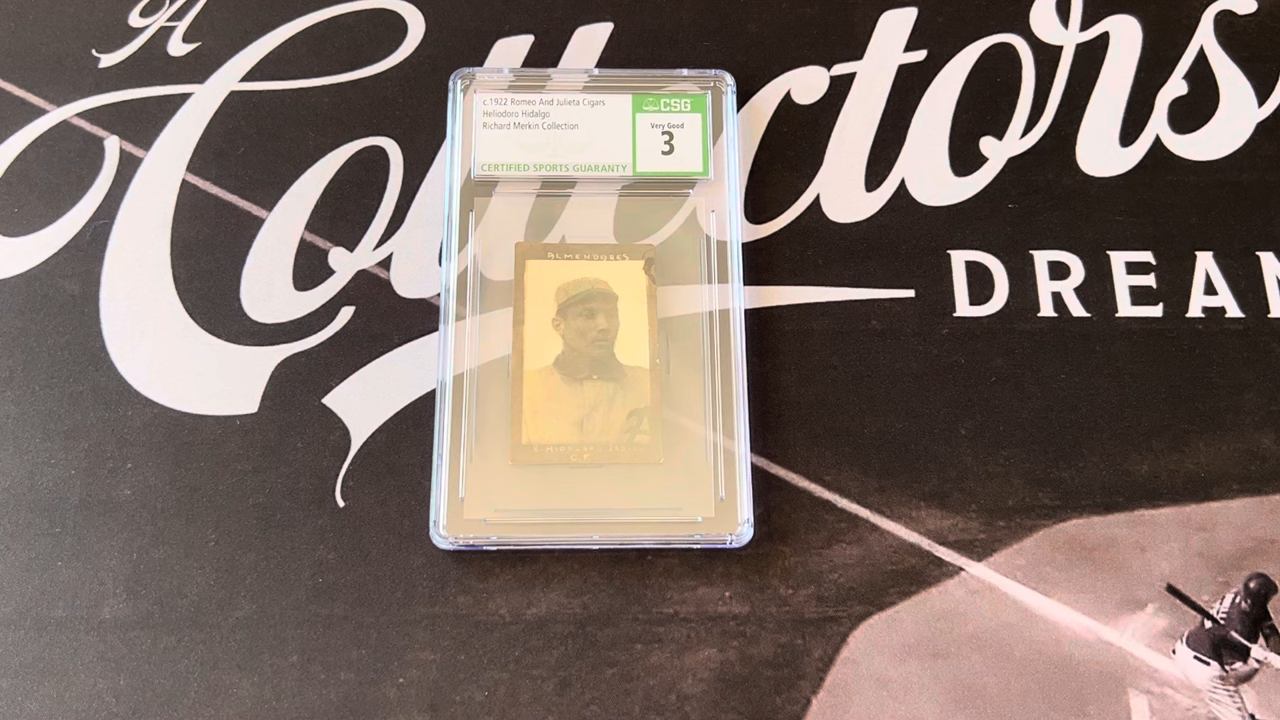 A
Collectors
DREAM
c.1922 Romeo And Julieta Cigars
Heliodoro Hidalgo
Richard Merkin Collection
CERTIFIED SPORTS GUARANTY
CSG
Very Good
3
ALMENDARES
C.F